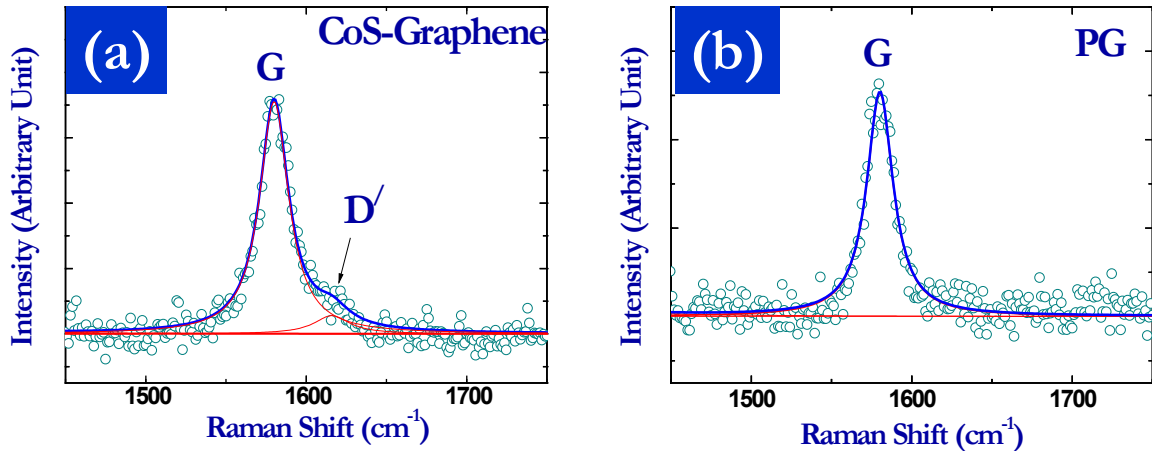 (a)
CoS-Graphene
G
D′
Intensity (Arbitrary Unit)
1500
1600
1700
Raman Shift (cm⁻¹)
(b)
PG
G
Intensity (Arbitrary Unit)
1500
1600
1700
Raman Shift (cm⁻¹)